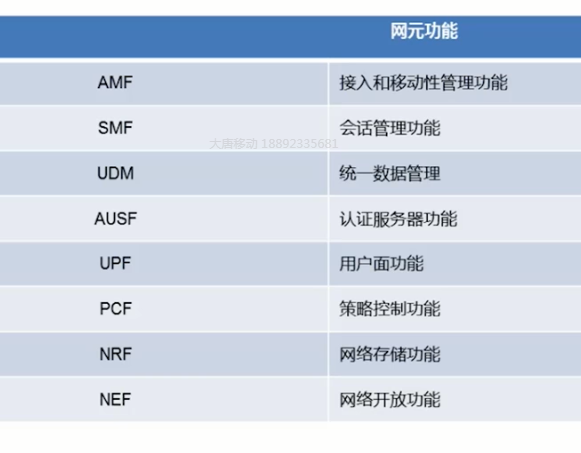 网元功能
AMF 接入和移动性管理功能
SMF 会话管理功能
大唐移动 18892335681
UDM 统一数据管理
AUSF 认证服务器功能
UPF 用户面功能
PCF 策略控制功能
NRF 网络存储功能
NEF 网络开放功能